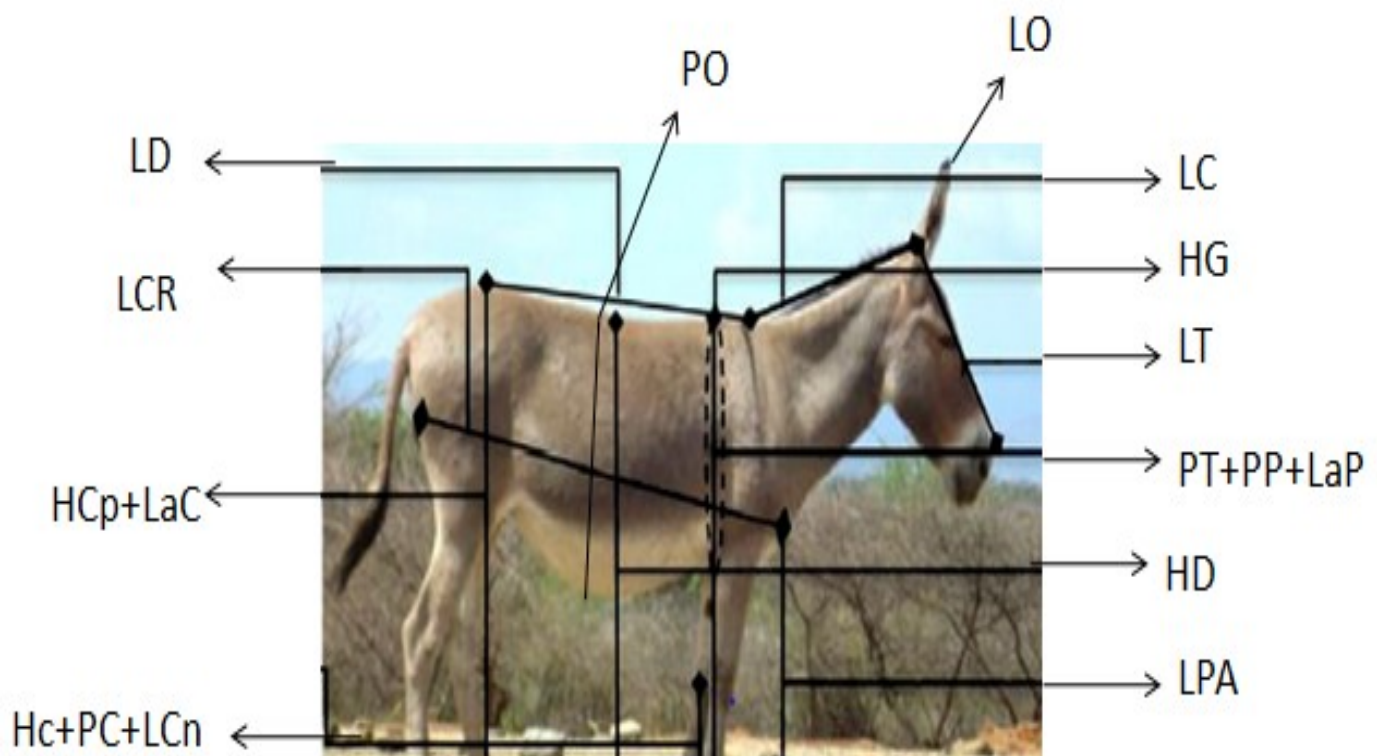 LO
PO
LD
LC
HG
LCR
LT
PT+PP+LaP
HCp+LaC
HD
LPA
Hc+PC+LCn